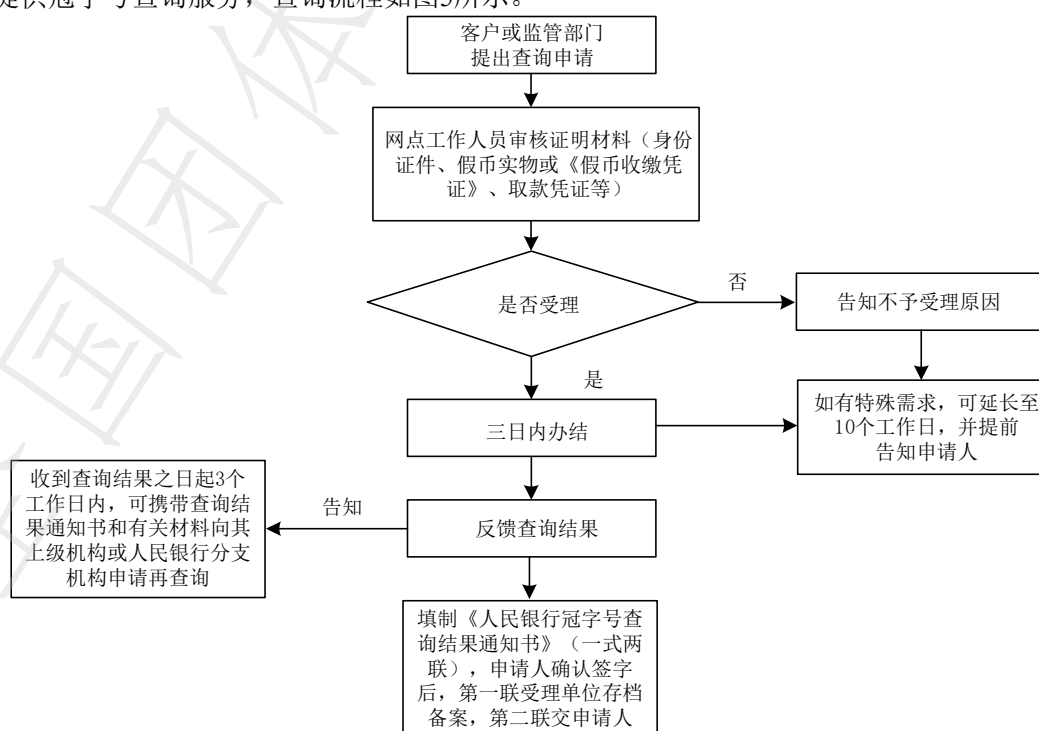 提供冠字号查询服务，查询流程如图5所示。
客户或监管部门
提出查询申请
网点工作人员审核证明材料（身份
证件、假币实物或《假币收缴凭
证》、取款凭证等）
是否受理
否
告知不予受理原因
是
三日内办结
如有特殊需求，可延长至
10个工作日，并提前
告知申请人
收到查询结果之日起3个
工作日内，可携带查询结
果通知书和有关材料向其
上级机构或人民银行分支
机构申请再查询
告知
反馈查询结果
填制《人民银行冠字号查
询结果通知书》（一式两
联），申请人确认签字
后，第一联受理单位存档
备案，第二联交申请人
国团体